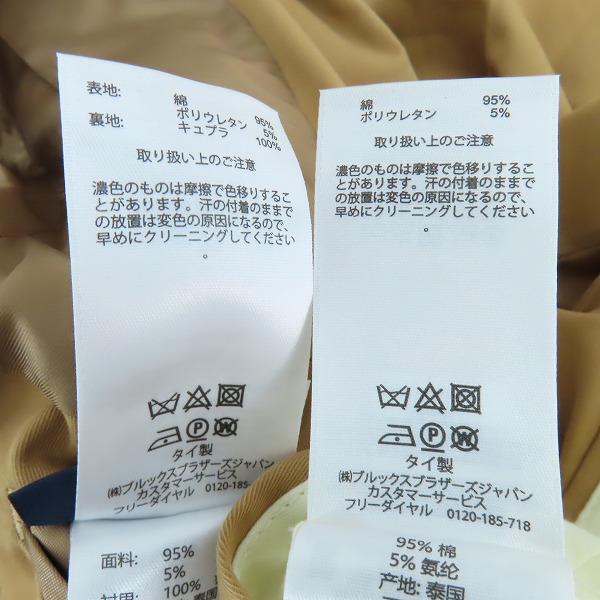 表地: 綿 95%
ポリウレタン 5%
裏地: キュプラ 100%
取り扱い上のご注意
濃色のものは摩擦で色移りするこ
とがあります。汗の付着のままで
の放置は変色の原因になるので、
早めにクリーニングしてください
。
P W
タイ製
㈱ブルックスブラザーズジャパン
カスタマーサービス
フリーダイヤル 0120-185-
面料: 95%
5%
100%
泰国
綿 95%
ポリウレタン 5%
取り扱い上のご注意
濃色のものは摩擦で色移りするこ
とがあります。汗の付着のままで
の放置は変色の原因になるので、
早めにクリーニングしてください
。
P W
タイ製
㈱ブルックスブラザーズジャパン
カスタマーサービス
フリーダイヤル 0120-185-718
95% 棉
5% 氨纶
产地: 泰国